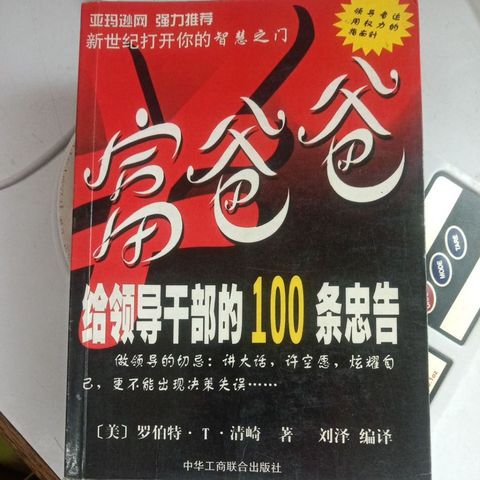 亚玛逊网 强力推荐
新世纪打开你的智慧之门
领导者运
用权力的
指南针
富爸爸
给领导干部的100条忠告
做领导的切忌：讲大话，许空愿，炫耀自
己，更不能出现决策失误……
〔美〕罗伯特·T·清崎 著 刘泽 编译
中华工商联合出版社
TARE
MODE